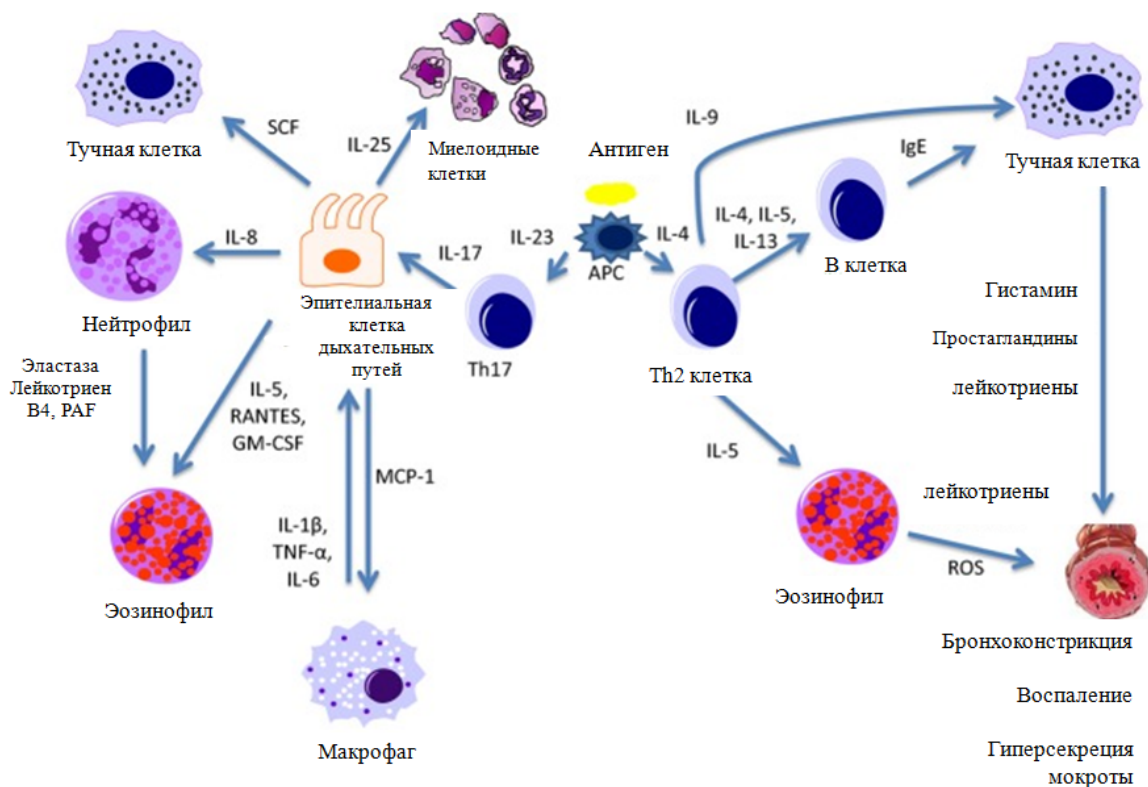 SCF
IL-25
Тучная клетка
Миелоидные
клетки
Антиген
IL-9
IgE
Тучная клетка
IL-8
IL-17
IL-23
APC
IL-4
IL-4, IL-5,
IL-13
В клетка
Нейтрофил
Эпителиальная
клетка
дыхательных
путей
Th17
Th2 клетка
Гистамин
Простагландины
лейкотриены
Эластаза
Лейкотриен
B4, PAF
IL-5,
RANTES,
GM-CSF
MCP-1
IL-1β,
TNF-α,
IL-6
IL-5
лейкотриены
ROS
Эозинофил
Эозинофил
Макрофаг
Бронхоконстрикция
Воспаление
Гиперсекреция
мокроты